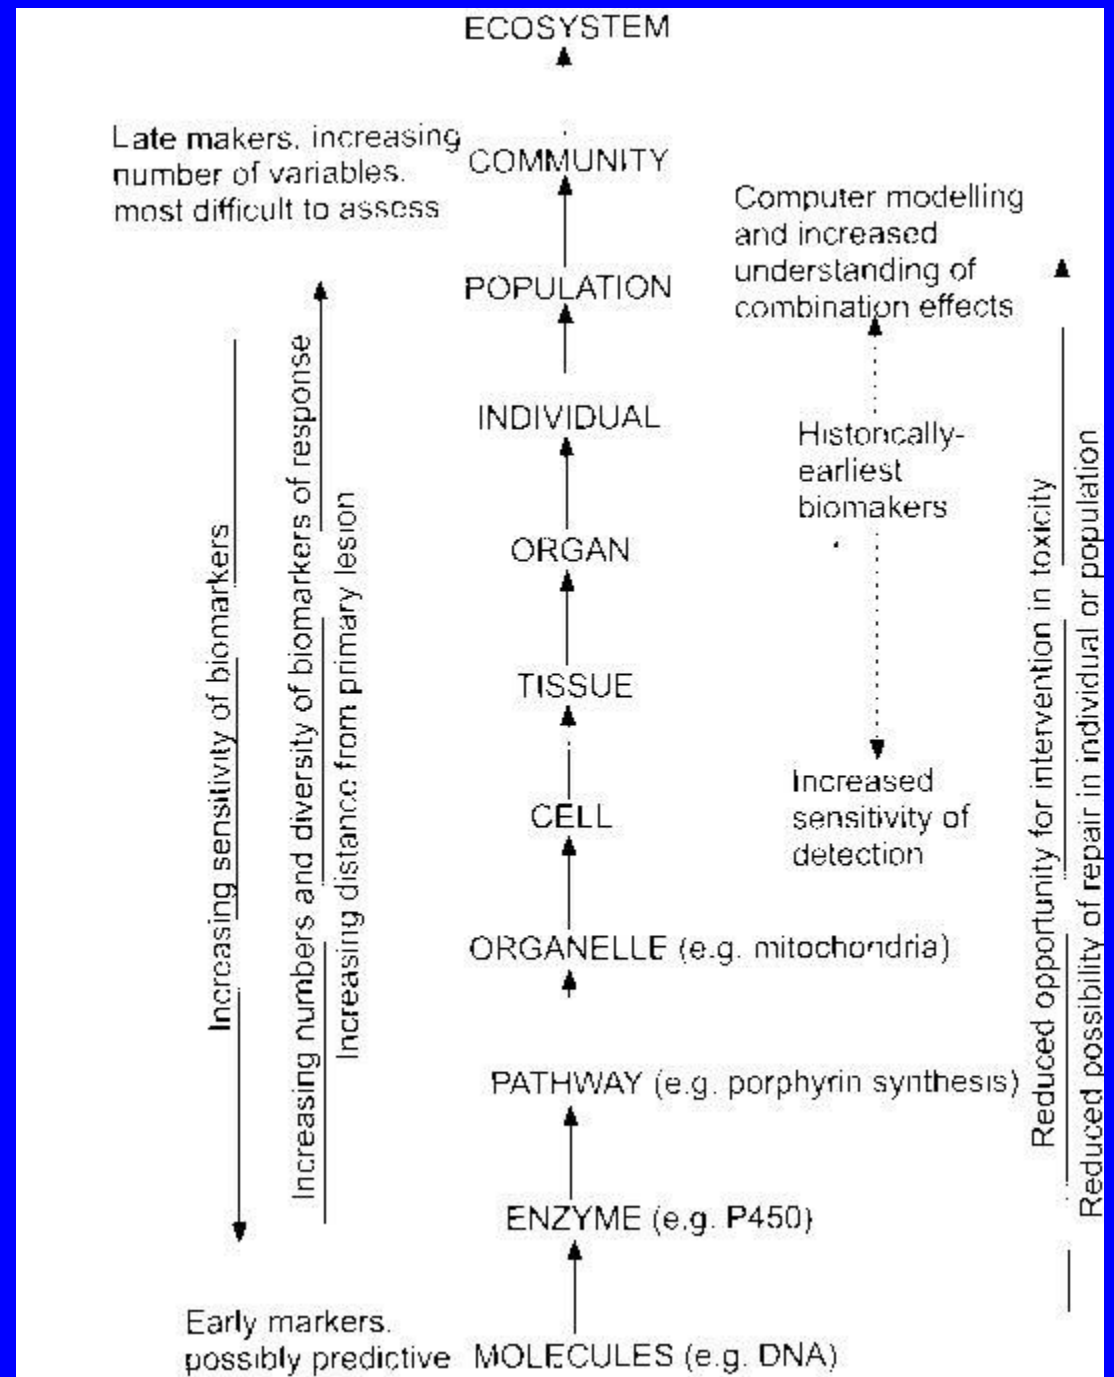 ECOSYSTEM
Late makers, increasing
number of variables,
most difficult to assess
COMMUNITY
Computer modelling
and increased
understanding of
combination effects
POPULATION
INDIVIDUAL
Historically-
earliest
biomakers
ORGAN
TISSUE
Increased
sensitivity of
detection
CELL
ORGANELLE (e.g. mitochondria)
PATHWAY (e.g. porphyrin synthesis)
ENZYME (e.g. P450)
Early markers,
possibly predictive
MOLECULES (e.g. DNA)
Increasing sensitivity of biomarkers
Increasing numbers and diversity of biomarkers of response
Increasing distance from primary lesion
Reduced opportunity for intervention in toxicity
Reduced possibility of repair in individual or population